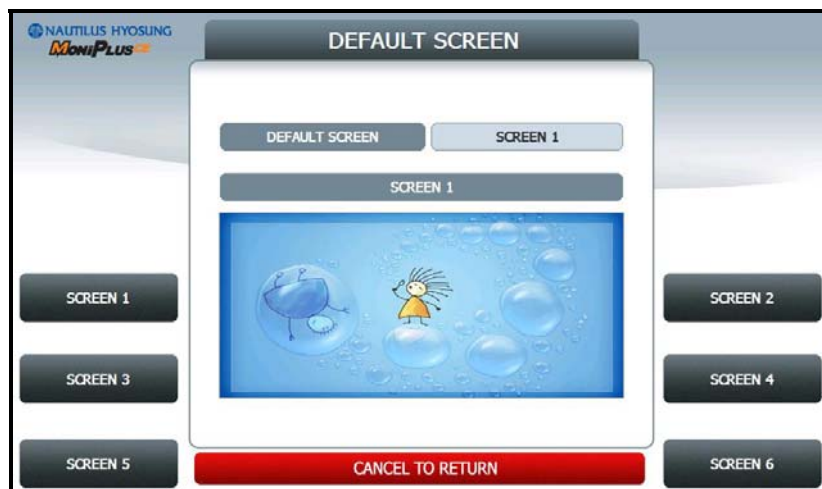 NAUTILUS HYOSUNG
MONIPLUS CE
DEFAULT SCREEN
DEFAULT SCREEN
SCREEN 1
SCREEN 1
SCREEN 1
SCREEN 2
SCREEN 3
SCREEN 4
SCREEN 5
CANCEL TO RETURN
SCREEN 6